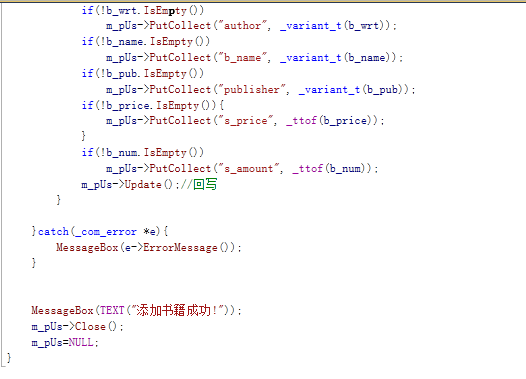 if(!b_wrt.IsEmpty())
m_pUs->PutCollect("author", _variant_t(b_wrt));
if(!b_name.IsEmpty())
m_pUs->PutCollect("b_name", _variant_t(b_name));
if(!b_pub.IsEmpty())
m_pUs->PutCollect("publisher", _variant_t(b_pub));
if(!b_price.IsEmpty()){
m_pUs->PutCollect("s_price", _ttof(b_price));
}
if(!b_num.IsEmpty())
m_pUs->PutCollect("s_amount", _ttof(b_num));
m_pUs->Update();//回写
}
}catch(_com_error *e){
MessageBox(e->ErrorMessage());
}
MessageBox(TEXT("添加书籍成功!"));
m_pUs->Close();
m_pUs=NULL;
}